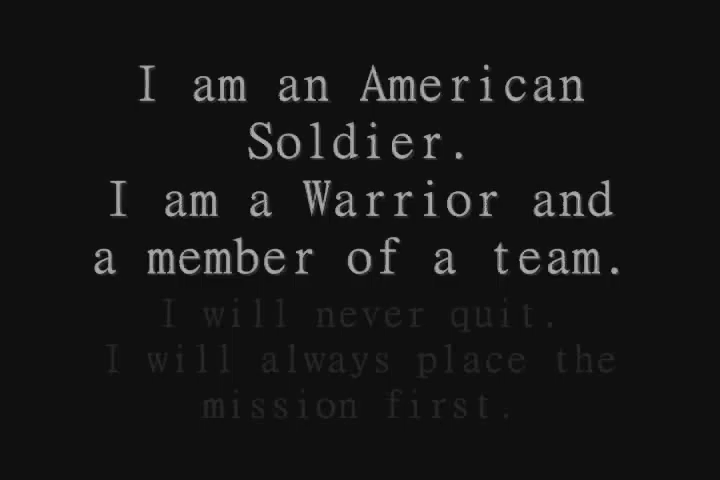 I am an American
Soldier.
I am a Warrior and
a member of a team.
I will never quit.
I will always place the
mission first.